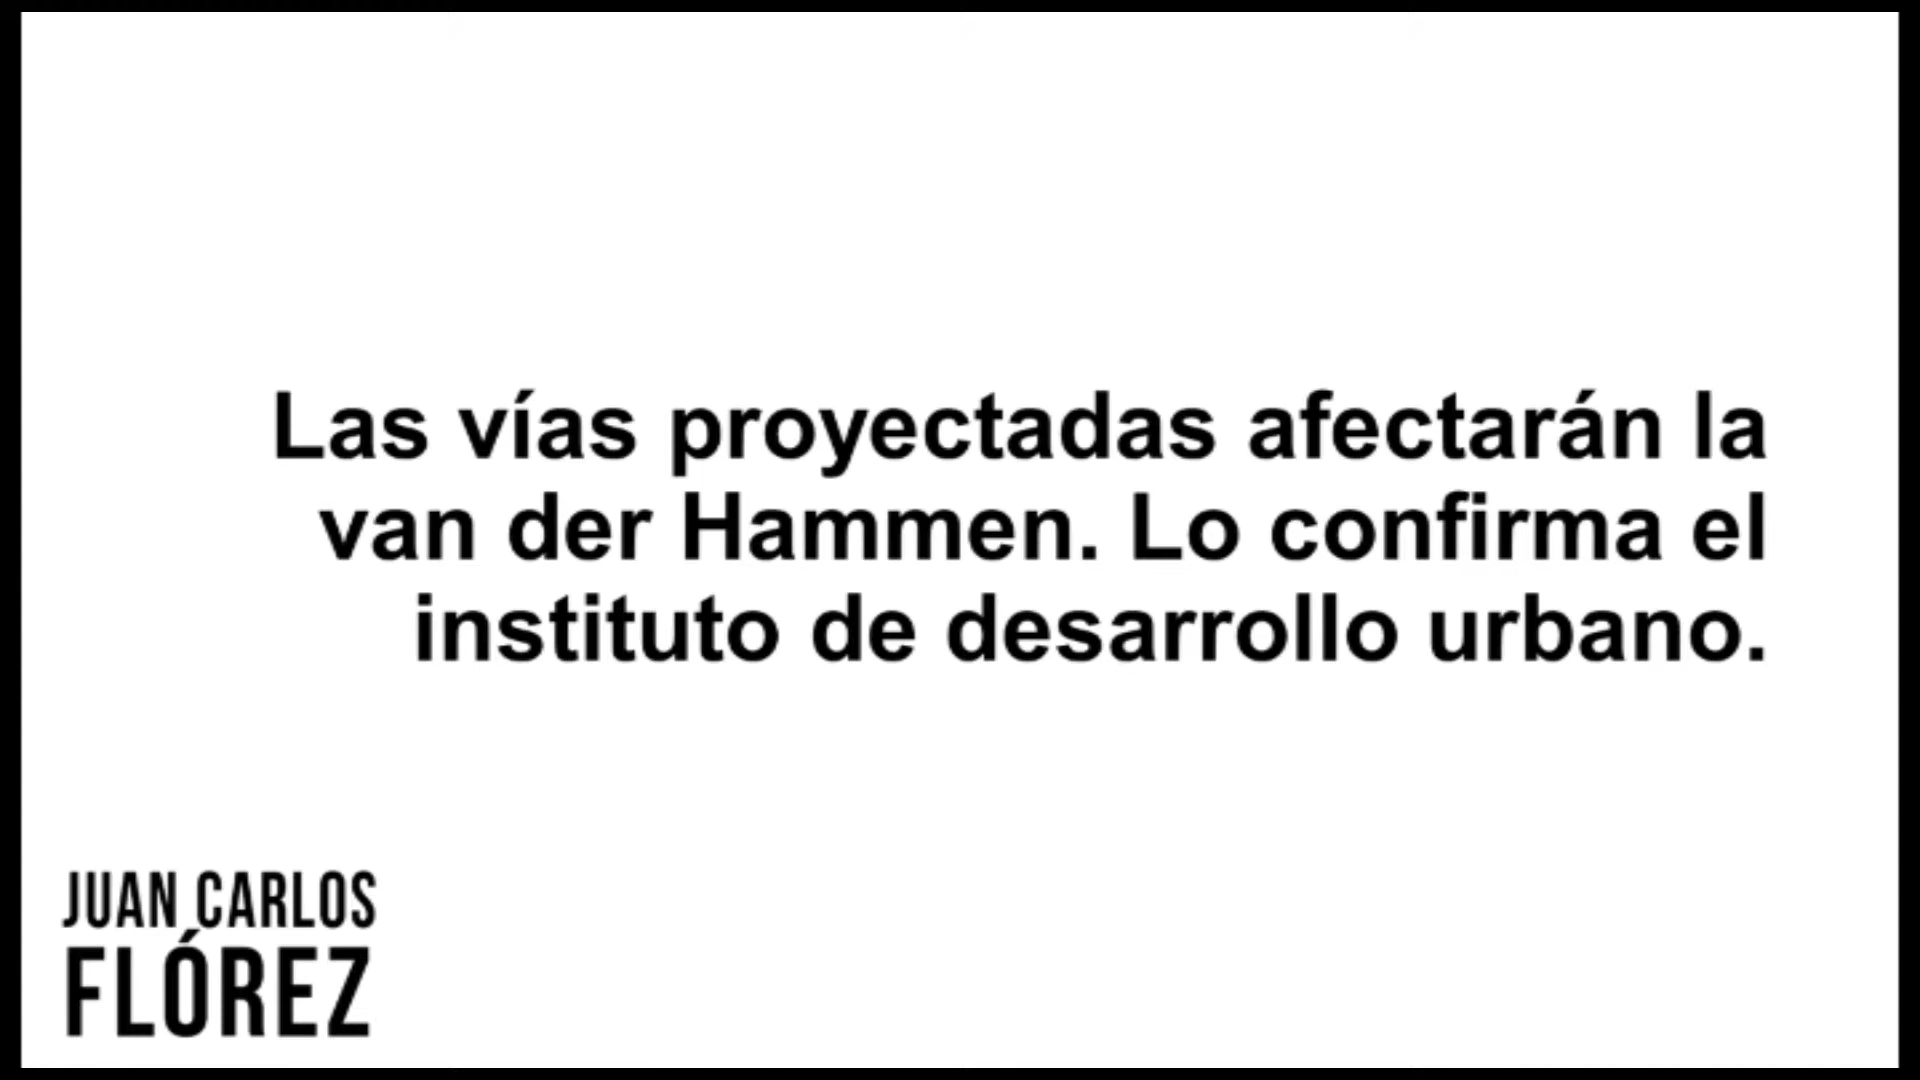 Las vías proyectadas afectarán la
van der Hammen. Lo confirma el
instituto de desarrollo urbano.
JUAN CARLOS
FLÓREZ